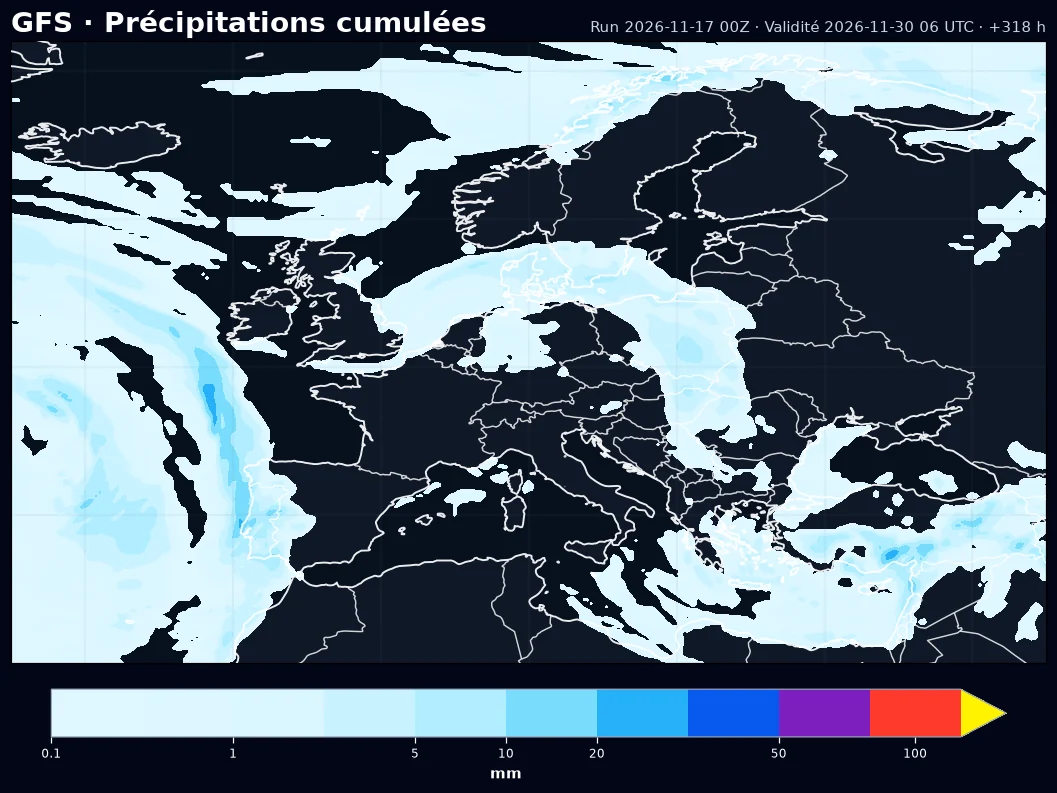 GFS · Précipitations cumulées
Run 2026-11-17 00Z · Validité 2026-11-30 06 UTC · +318 h
0.1 1 5 10 20 50 100
mm